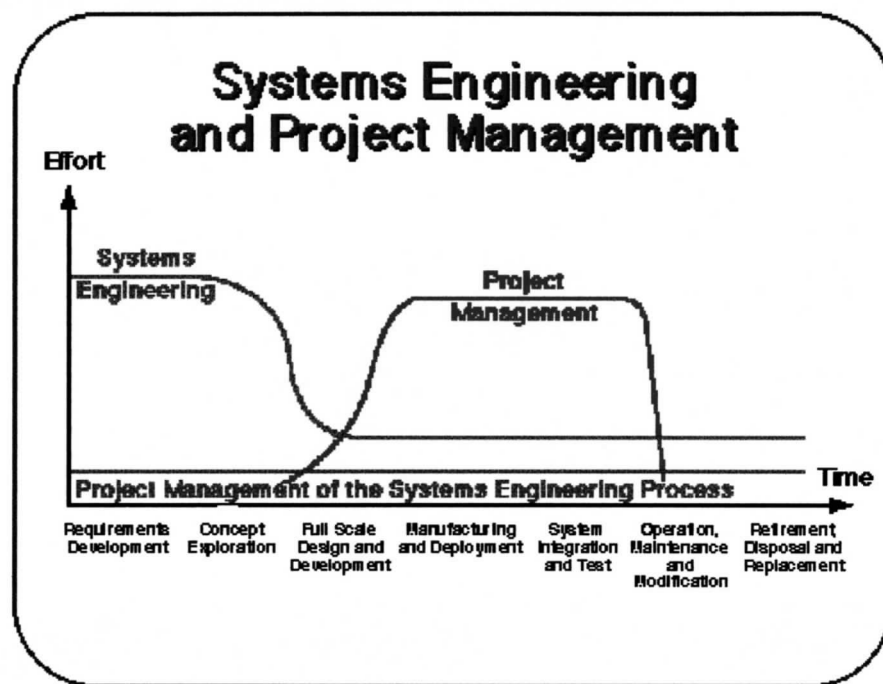 Systems Engineering
and Project Management
Effort
Systems
Engineering
Project
Management
Time
Project Management of the Systems Engineering Process
Requirements
Development
Concept
Exploration
Full Scale
Design and
Development
Manufacturing
and Deployment
System
Integration
and Test
Operation,
Maintenance
and
Modification
Retirement,
Disposal and
Replacement